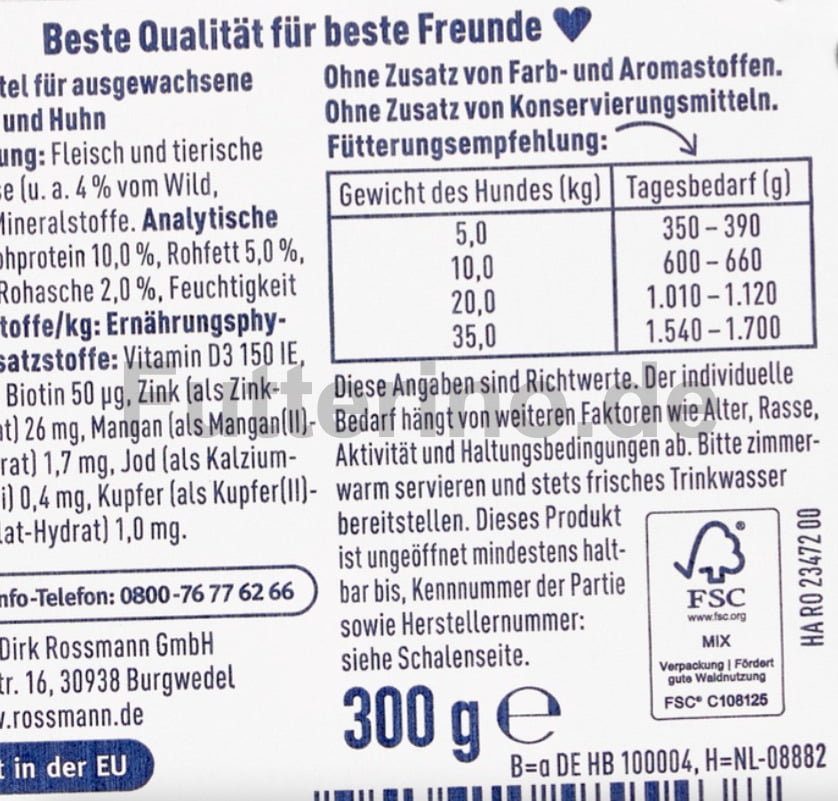 Beste Qualität für beste Freunde
tel für ausgewachsene
und Huhn
ung: Fleisch und tierische
se (u. a. 4 % vom Wild,
Mineralstoffe. Analytische
ohprotein 10,0 %, Rohfett 5,0 %,
Rohasche 2,0 %, Feuchtigkeit
toffe/kg: Ernährungsphy-
satzstoffe: Vitamin D3 150 IE,
Biotin 50 µg, Zink (als Zink-
at) 26 mg, Mangan (als Mangan(II)-
rat) 1,7 mg, Jod (als Kalzium-
i) 0,4 mg, Kupfer (als Kupfer(II)-
lat-Hydrat) 1,0 mg.
nfo-Telefon: 0800-76 77 62 66
Dirk Rossmann GmbH
tr. 16, 30938 Burgwedel
v.rossmann.de
t in der EU
Ohne Zusatz von Farb- und Aromastoffen.
Ohne Zusatz von Konservierungsmitteln.
Fütterungsempfehlung:
Gewicht des Hundes (kg) Tagesbedarf (g)
5,0 350 – 390
10,0 600 – 660
20,0 1.010 – 1.120
35,0 1.540 – 1.700
Diese Angaben sind Richtwerte. Der individuelle
Bedarf hängt von weiteren Faktoren wie Alter, Rasse,
Aktivität und Haltungsbedingungen ab. Bitte zimmer-
warm servieren und stets frisches Trinkwasser
bereitstellen. Dieses Produkt
ist ungeöffnet mindestens halt-
bar bis, Kennnummer der Partie
sowie Herstellernummer:
siehe Schalenseite.
300 g e
FSC
www.fsc.org
MIX
Verpackung | Fördert
gute Waldnutzung
FSC® C108125
HA RO 23472 00
B=a DE HB 100004, H=NL-08882
Futterino.de